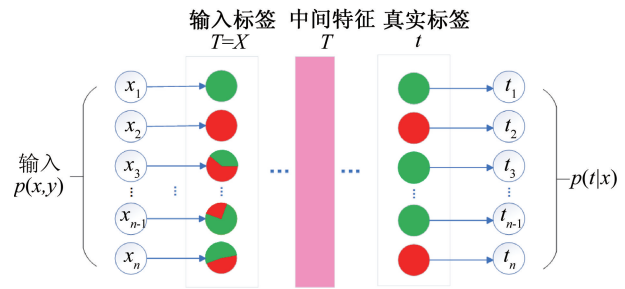 输入标签 中间特征 真实标签
T=X T t
x₁ t₁
x₂ t₂
x₃ t₃
输入
p(x,y) p(t|x)
··· ···
xₙ₋₁ tₙ₋₁
xₙ tₙ